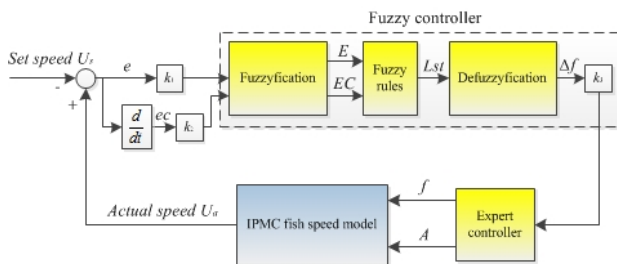 Fuzzy controller
Set speed Us
-
+
e
k₁
d
dt
ec
k₂
Fuzzyfication
E
EC
Fuzzy
rules
Lst
Defuzzyfication
Δf
k₃
Actual speed Ua
IPMC fish speed model
f
A
Expert
controller